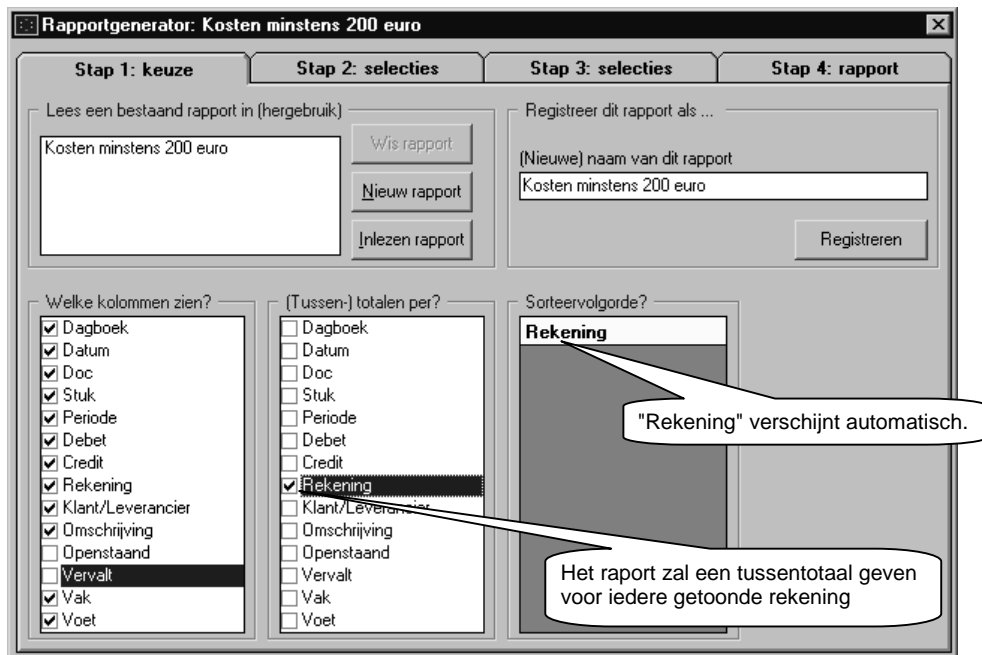 Rapportgenerator: Kosten minstens 200 euro
Stap 1: keuze
Stap 2: selecties
Stap 3: selecties
Stap 4: rapport
Lees een bestaand rapport in (hergebruik)
Kosten minstens 200 euro
Wis rapport
Nieuw rapport
Inlezen rapport
Registreer dit rapport als ...
(Nieuwe) naam van dit rapport
Kosten minstens 200 euro
Registreren
Welke kolommen zien?
Dagboek
Datum
Doc
Stuk
Periode
Debet
Credit
Rekening
Klant/Leverancier
Omschrijving
Openstaand
Vervalt
Vak
Voet
(Tussen-) totalen per?
Dagboek
Datum
Doc
Stuk
Periode
Debet
Credit
Rekening
Klant/Leverancier
Omschrijving
Openstaand
Vervalt
Vak
Voet
Sorteervolgorde?
Rekening
"Rekening" verschijnt automatisch.
Het raport zal een tussentotaal geven
voor iedere getoonde rekening